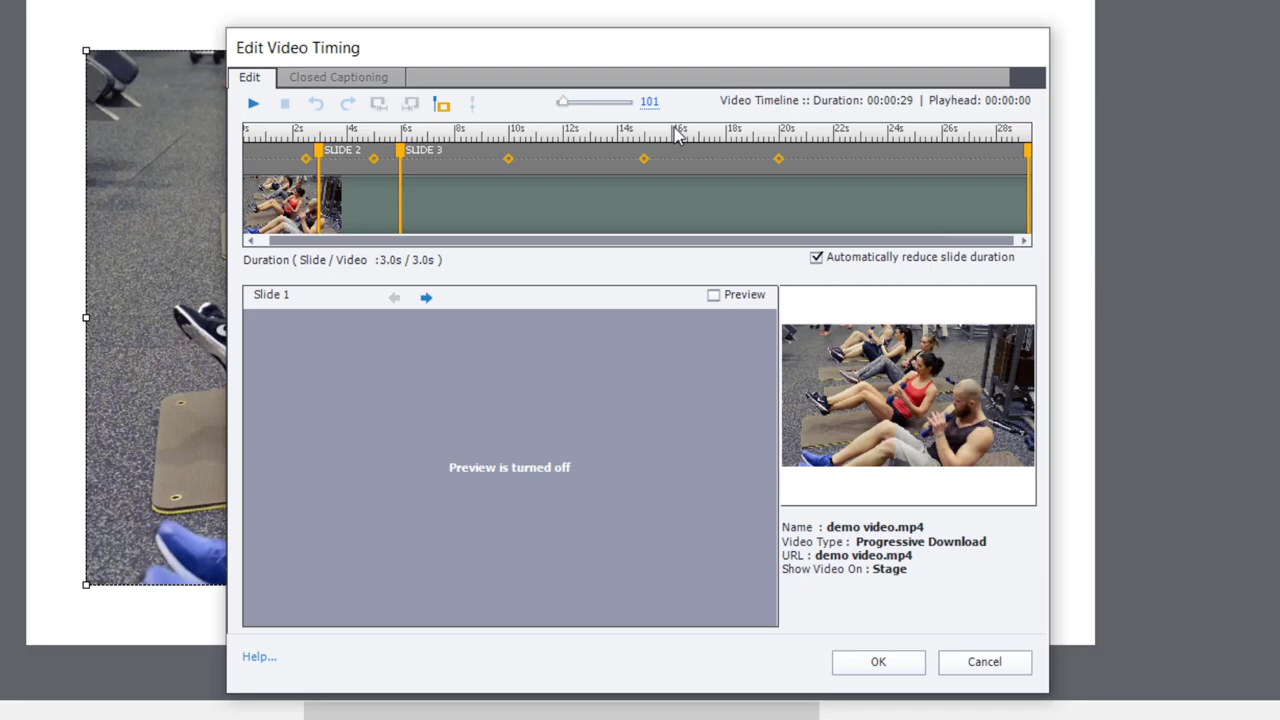 Edit Video Timing
Edit Closed Captioning
101 Video Timeline :: Duration: 00:00:29 | Playhead: 00:00:00
2s 4s 6s 8s 10s 12s 14s 16s 18s 20s 22s 24s 26s 28s
SLIDE 2 SLIDE 3
Duration ( Slide / Video :3.0s / 3.0s ) Automatically reduce slide duration
Slide 1 Preview
Preview is turned off
Name : demo video.mp4
Video Type : Progressive Download
URL : demo video.mp4
Show Video On : Stage
Help... OK Cancel